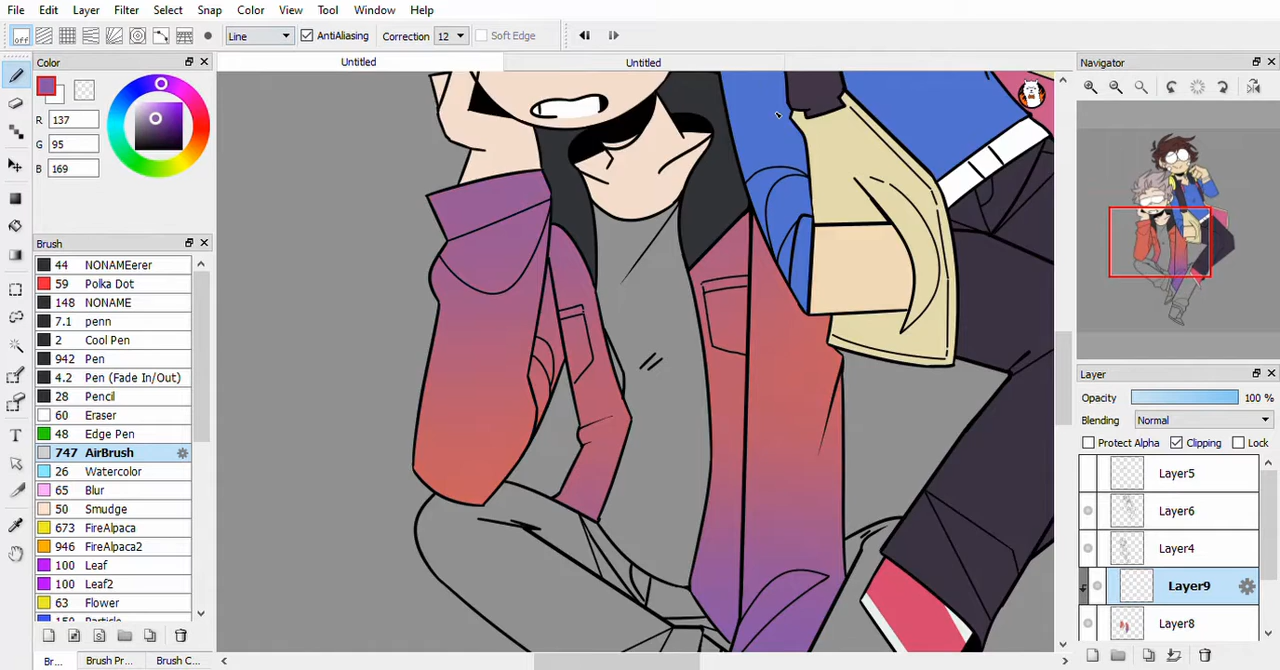 File Edit Layer Filter Select Snap Color View Tool Window Help
off Line AntiAliasing Correction 12 Soft Edge
Color
Untitled Untitled
Navigator
R 137
G 95
B 169
Brush
44 NONAMEerer
59 Polka Dot
148 NONAME
7.1 penn
2 Cool Pen
942 Pen
4.2 Pen (Fade In/Out)
28 Pencil
60 Eraser
48 Edge Pen
747 AirBrush
26 Watercolor
65 Blur
50 Smudge
673 FireAlpaca
946 FireAlpaca2
100 Leaf
100 Leaf2
63 Flower
Br... Brush Pr... Brush C...
Layer
Opacity 100 %
Blending Normal
Protect Alpha Clipping Lock
Layer5
Layer6
Layer4
Layer9
Layer8